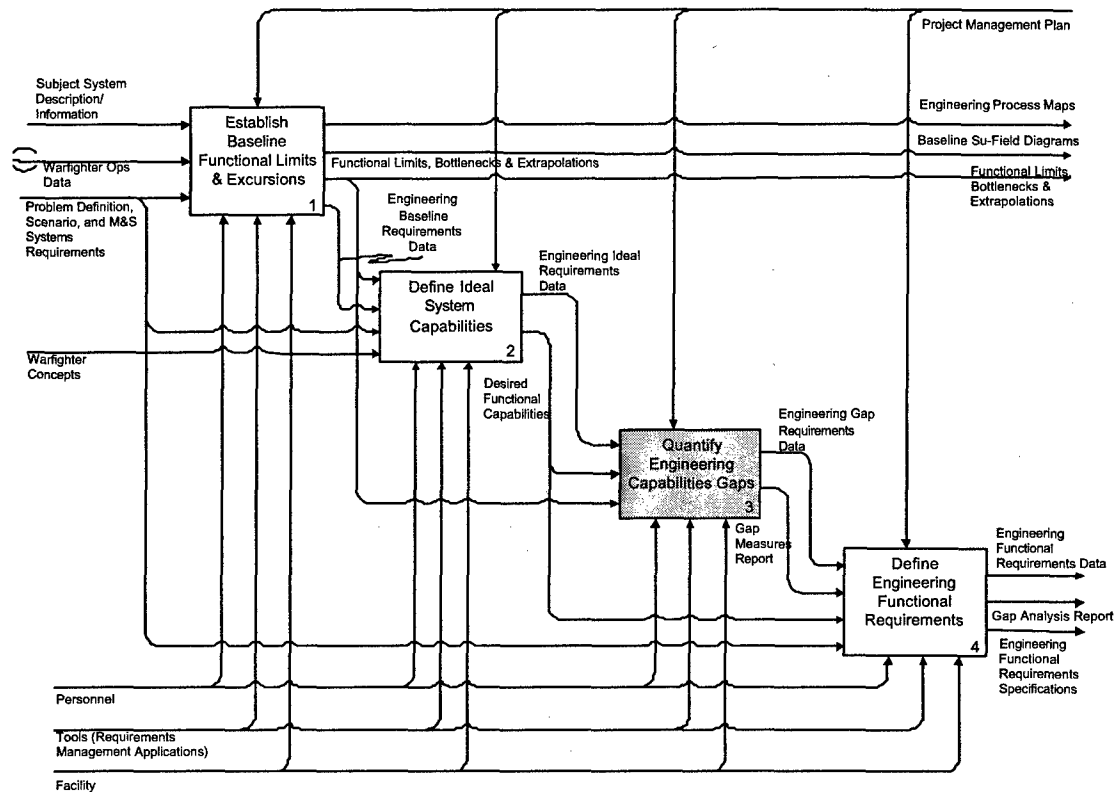 Project Management Plan
Subject System
Description/
Information
Engineering Process Maps
Establish
Baseline
Functional Limits
& Excursions
1
Baseline Su-Field Diagrams
Warfighter Ops
Data
Functional Limits, Bottlenecks & Extrapolations
Functional Limits
Bottlenecks &
Extrapolations
Problem Definition,
Scenario, and M&S
Systems
Requirements
Engineering
Baseline
Requirements
Data
Engineering Ideal
Requirements
Data
Define Ideal
System
Capabilities
2
Warfighter
Concepts
Desired
Functional
Capabilities
Engineering Gap
Requirements
Data
Quantify
Engineering
Capabilities Gaps
3
Gap
Measures
Report
Engineering
Functional
Requirements Data
Define
Engineering
Functional
Requirements
4
Gap Analysis Report
Engineering
Functional
Requirements
Specifications
Personnel
Tools (Requirements
Management Applications)
Facility